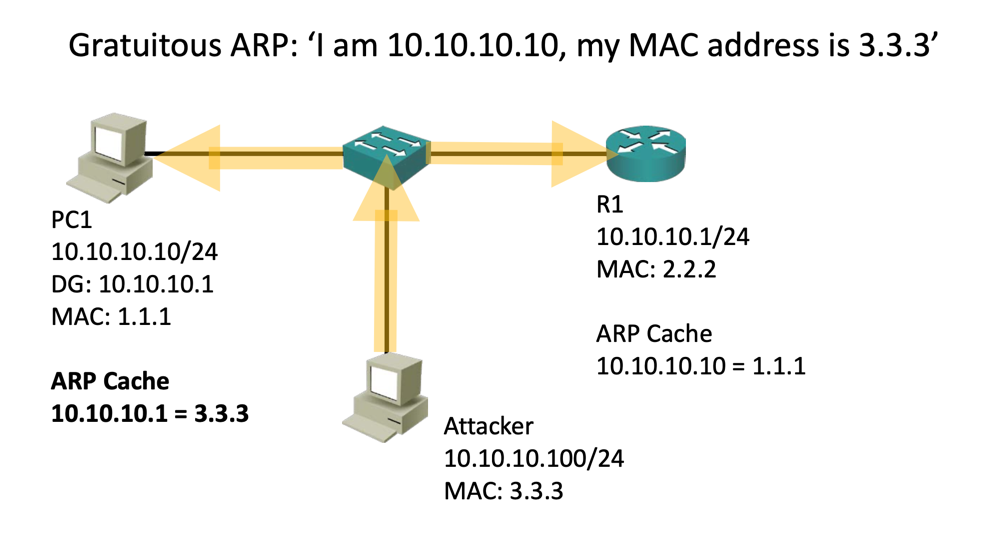 Gratuitous ARP: ‘I am 10.10.10.10, my MAC address is 3.3.3’
PC1
10.10.10.10/24
DG: 10.10.10.1
MAC: 1.1.1
ARP Cache
10.10.10.1 = 3.3.3
R1
10.10.10.1/24
MAC: 2.2.2
ARP Cache
10.10.10.10 = 1.1.1
Attacker
10.10.10.100/24
MAC: 3.3.3